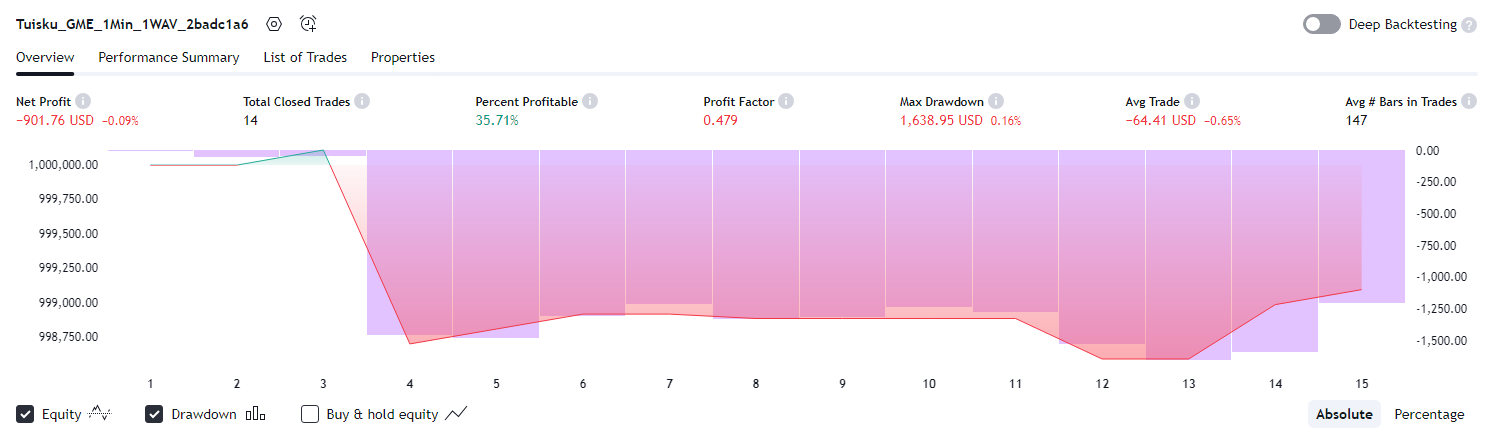 Tuisku_GME_1Min_1WAV_2badc1a6 Deep Backtesting
Overview Performance Summary List of Trades Properties
Net Profit Total Closed Trades Percent Profitable Profit Factor Max Drawdown Avg Trade Avg # Bars in Trades
−901.76 USD −0.09% 14 35.71% 0.479 1,638.95 USD 0.16% −64.41 USD −0.65% 147
1,000,000.00 0.00
999,750.00 -250.00
999,500.00 -500.00
999,250.00 -750.00
999,000.00 -1,000.00
998,750.00 -1,250.00
-1,500.00
1 2 3 4 5 6 7 8 9 10 11 12 13 14 15
Equity Drawdown Buy & hold equity Absolute Percentage